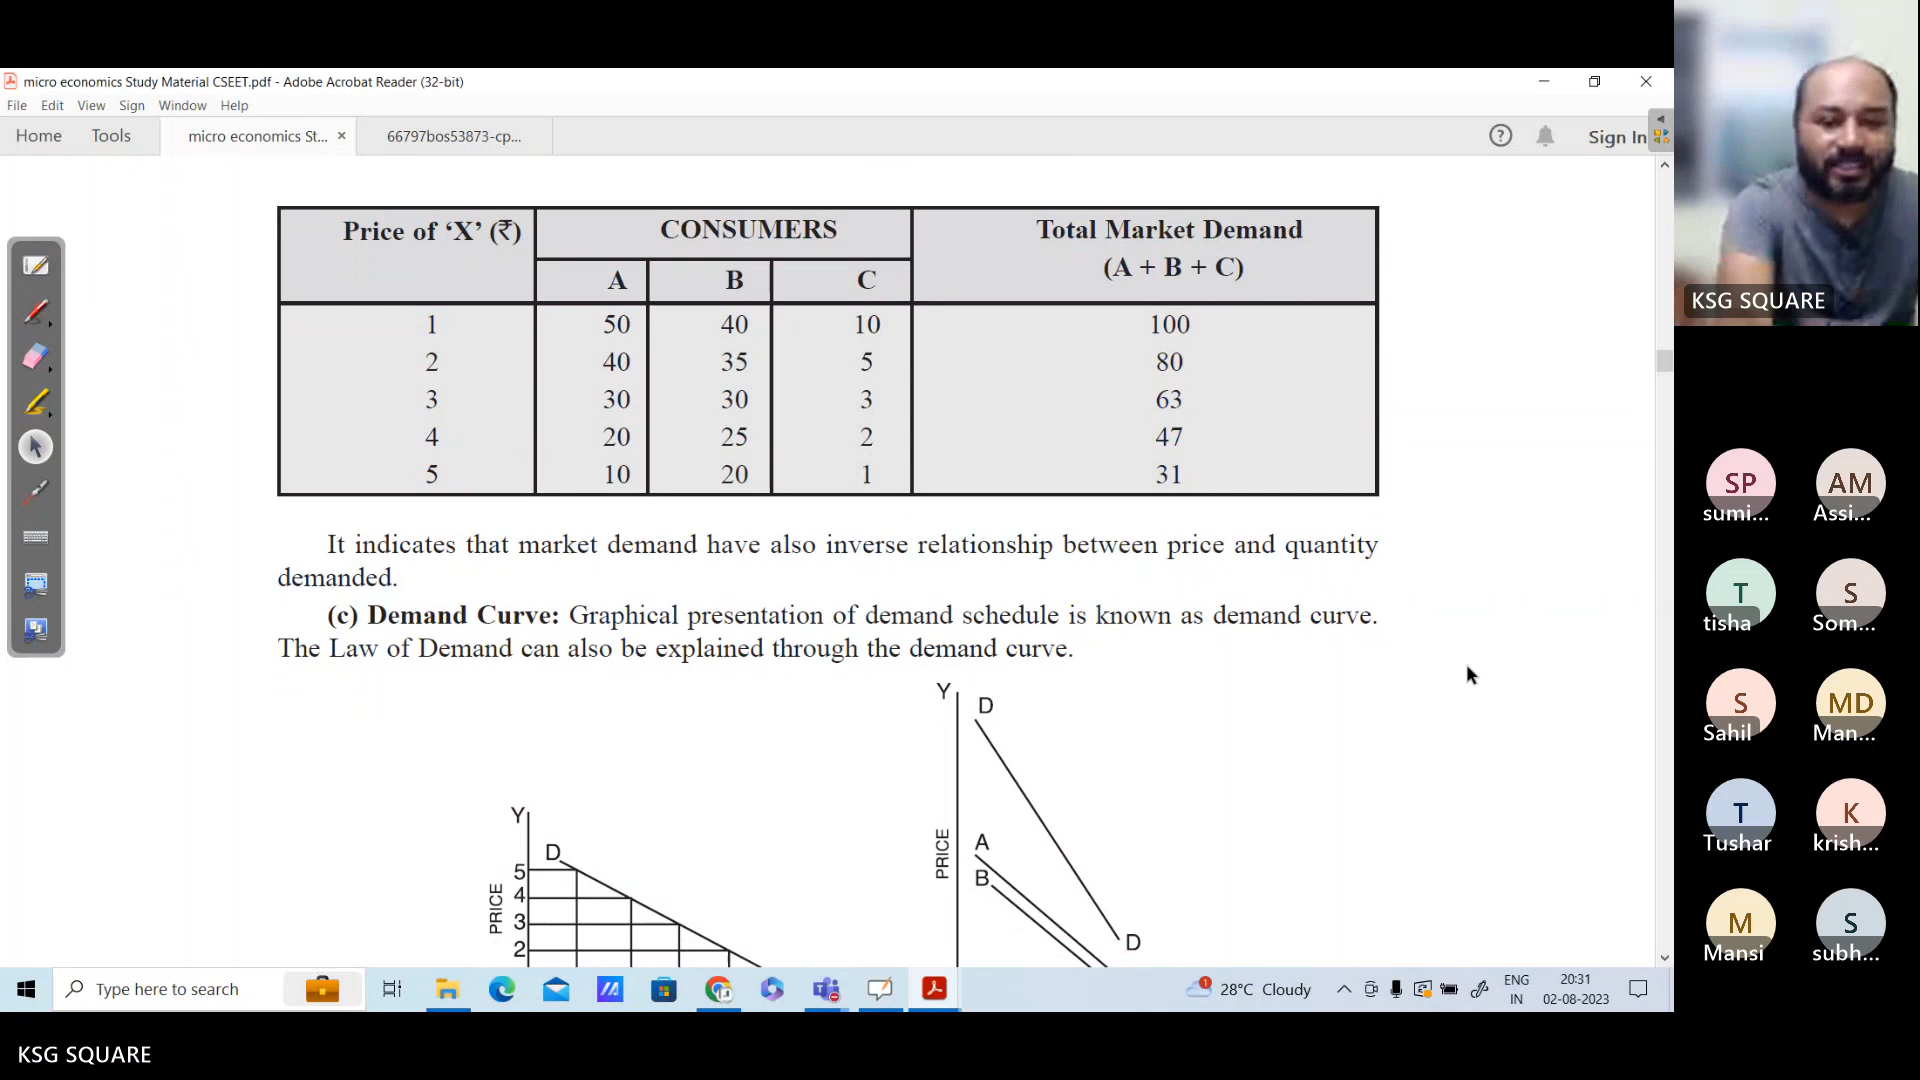 micro economics Study Material CSEET.pdf - Adobe Acrobat Reader (32-bit)
File Edit View Sign Window Help
Home Tools micro economics St... × 66797bos53873-cp... Sign In
Price of ‘X’ (₹) CONSUMERS Total Market Demand
(A + B + C)
A B C
1 50 40 10 100
2 40 35 5 80
3 30 30 3 63
4 20 25 2 47
5 10 20 1 31
It indicates that market demand have also inverse relationship between price and quantity
demanded.
(c) Demand Curve: Graphical presentation of demand schedule is known as demand curve.
The Law of Demand can also be explained through the demand curve.
Y
D
5
4
3
2
PRICE
Y
D
A
B
D
PRICE
Type here to search
1
28°C Cloudy
ENG
IN
20:31
02-08-2023
KSG SQUARE
SP
sumi...
AM
Assi...
T
tisha
S
Som...
S
Sahil
MD
Man...
T
Tushar
K
krish...
M
Mansi
S
subh...
KSG SQUARE